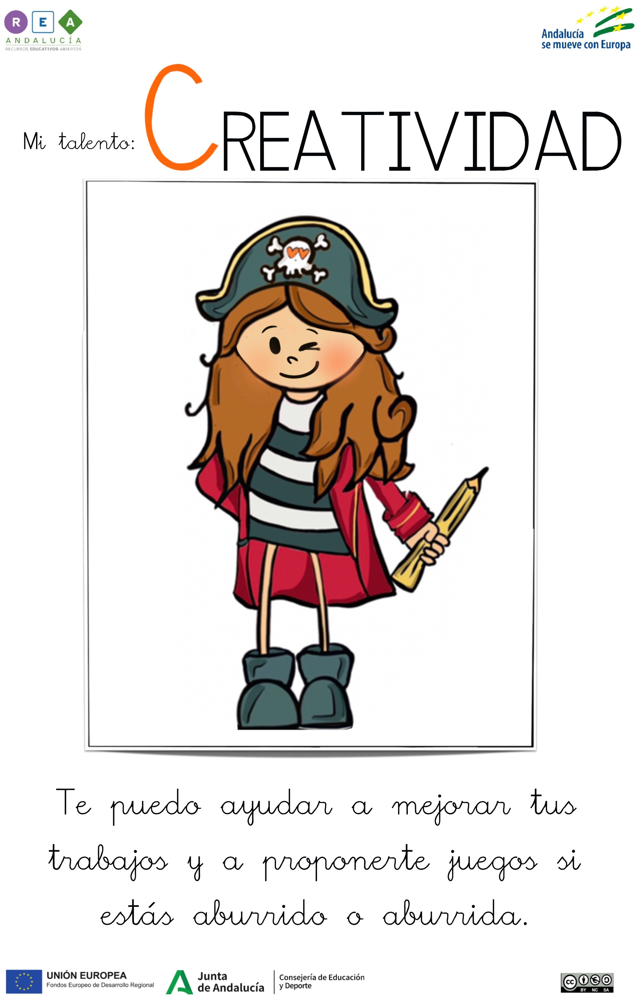 R E A
ANDALUCÍA
RECURSOS EDUCATIVOS ABIERTOS
Andalucía
se mueve con Europa
Mi talento: CREATIVIDAD
Te puedo ayudar a mejorar tus
trabajos y a proponerte juegos si
estás aburrido o aburrida.
UNIÓN EUROPEA
Fondos Europeo de Desarrollo Regional
Junta
de Andalucía
Consejería de Educación
y Deporte
cc
BY NC SA